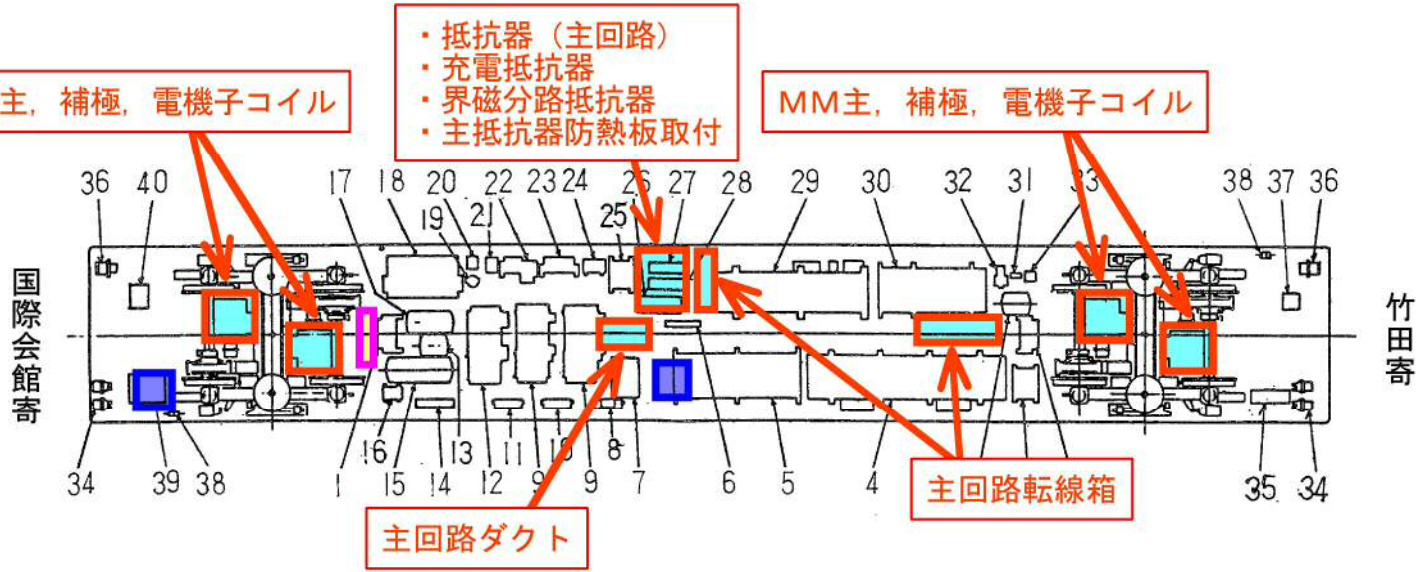 ・抵抗器（主回路）
・充電抵抗器
・界磁分路抵抗器
・主抵抗器防熱板取付
主, 補極, 電機子コイル
MM主, 補極, 電機子コイル
36 40 17 18 20 22 23 24 26 27 28 29 30 32 31 33 38 37 36
19 21 25
国際会館寄
竹田寄
34 39 38 1 16 15 14 13 12 11 9 10 9 8 7 6 5 4 35 34
主回路転線箱
主回路ダクト